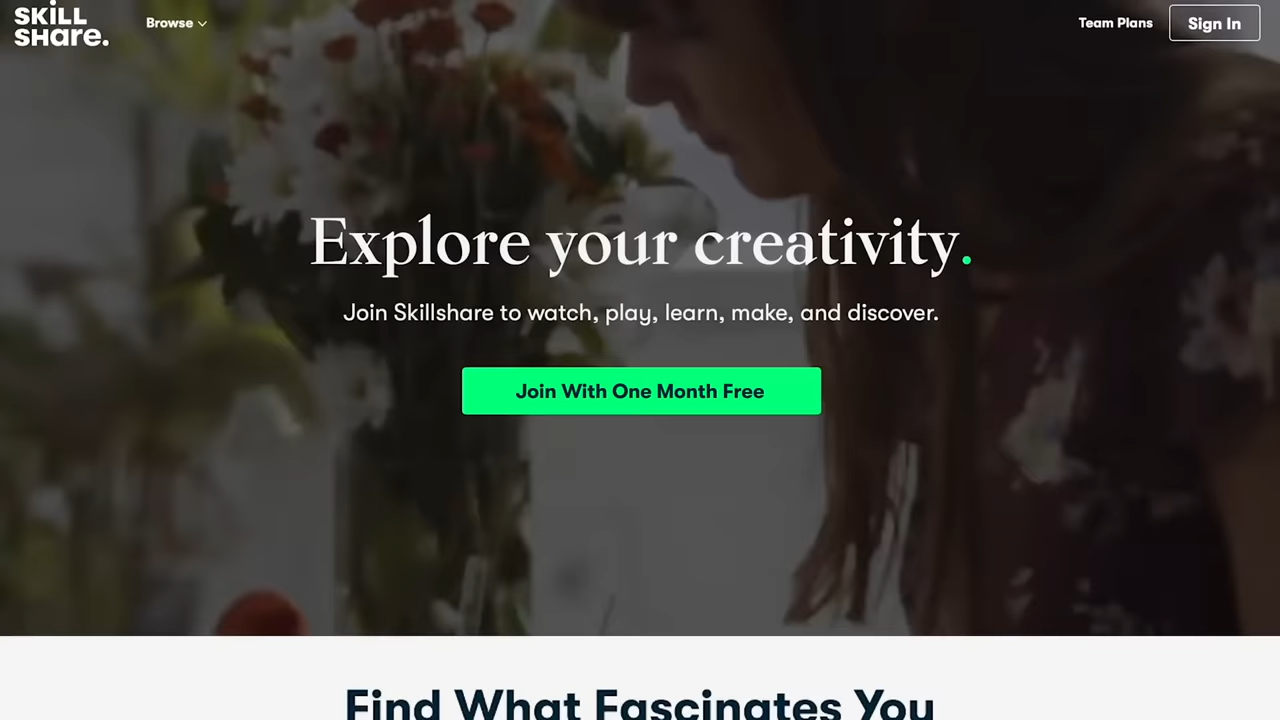 SKILL
SHare.
Browse
Team Plans
Sign In
Explore your creativity.
Join Skillshare to watch, play, learn, make, and discover.
Join With One Month Free
Find What Fascinates You